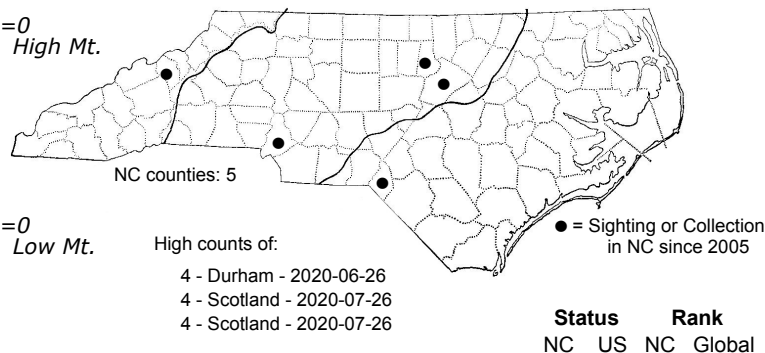 =0
High Mt.
NC counties: 5
=0
Low Mt.
High counts of:
4 - Durham - 2020-06-26
4 - Scotland - 2020-07-26
4 - Scotland - 2020-07-26
● = Sighting or Collection
in NC since 2005
Status Rank
NC US NC Global